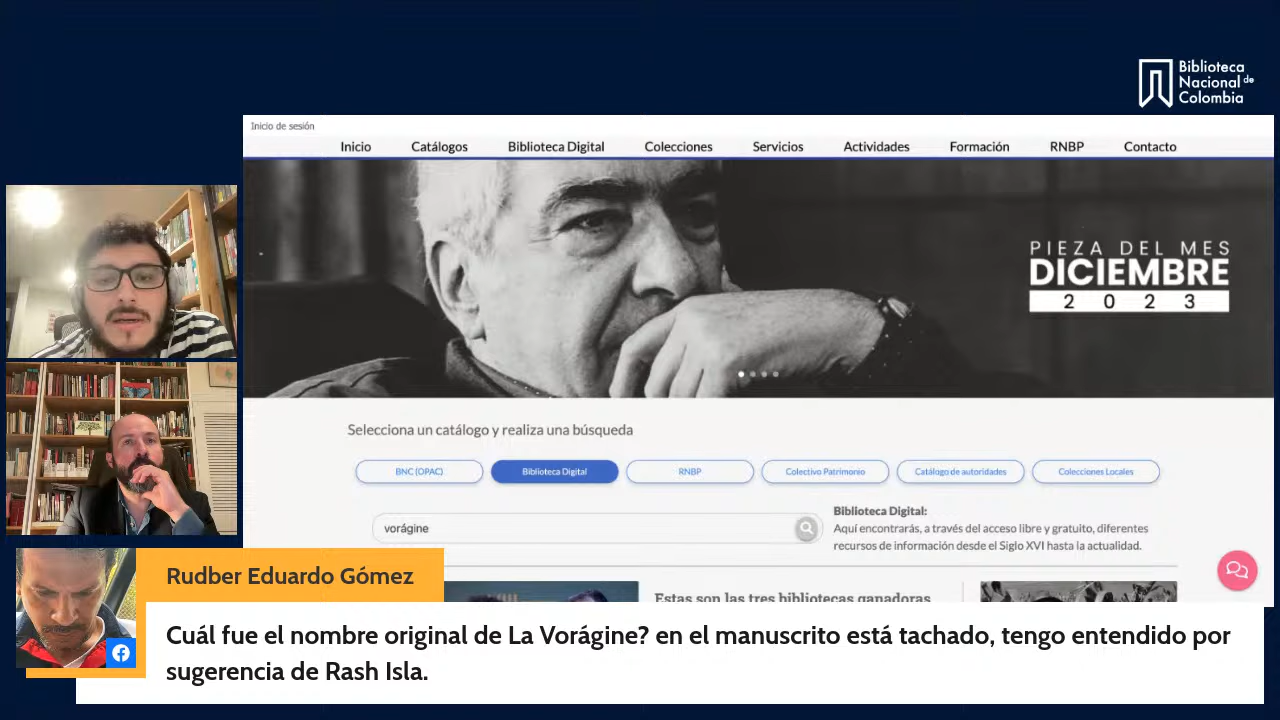 Biblioteca
Nacional de
Colombia
Inicio de sesión
Inicio Catálogos Biblioteca Digital Colecciones Servicios Actividades Formación RNBP Contacto
PIEZA DEL MES
DICIEMBRE
2023
Selecciona un catálogo y realiza una búsqueda
BNC (OPAC) Biblioteca Digital RNBP Colectivo Patrimonio Catálogo de autoridades Colecciones Locales
vorágine
Biblioteca Digital:
Aquí encontrarás, a través del acceso libre y gratuito, diferentes
recursos de información desde el Siglo XVI hasta la actualidad.
Estas son las tres bibliotecas ganadoras
Rudber Eduardo Gómez
Cuál fue el nombre original de La Vorágine? en el manuscrito está tachado, tengo entendido por
sugerencia de Rash Isla.